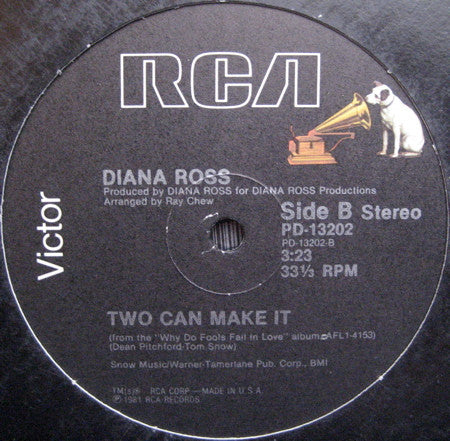 RCA
Victor
DIANA ROSS
Produced by DIANA ROSS for DIANA ROSS Productions
Arranged by Ray Chew
Side B Stereo
PD-13202
PD-13202-B
3:23
33⅓ RPM
TWO CAN MAKE IT
(from the "Why Do Fools Fall In Love" album: AFL1-4153)
(Dean Pitchford-Tom Snow)
Snow Music/Warner-Tamerlane Pub. Corp., BMI
TM(s)® RCA CORP — MADE IN U.S.A.
℗ 1981 RCA RECORDS